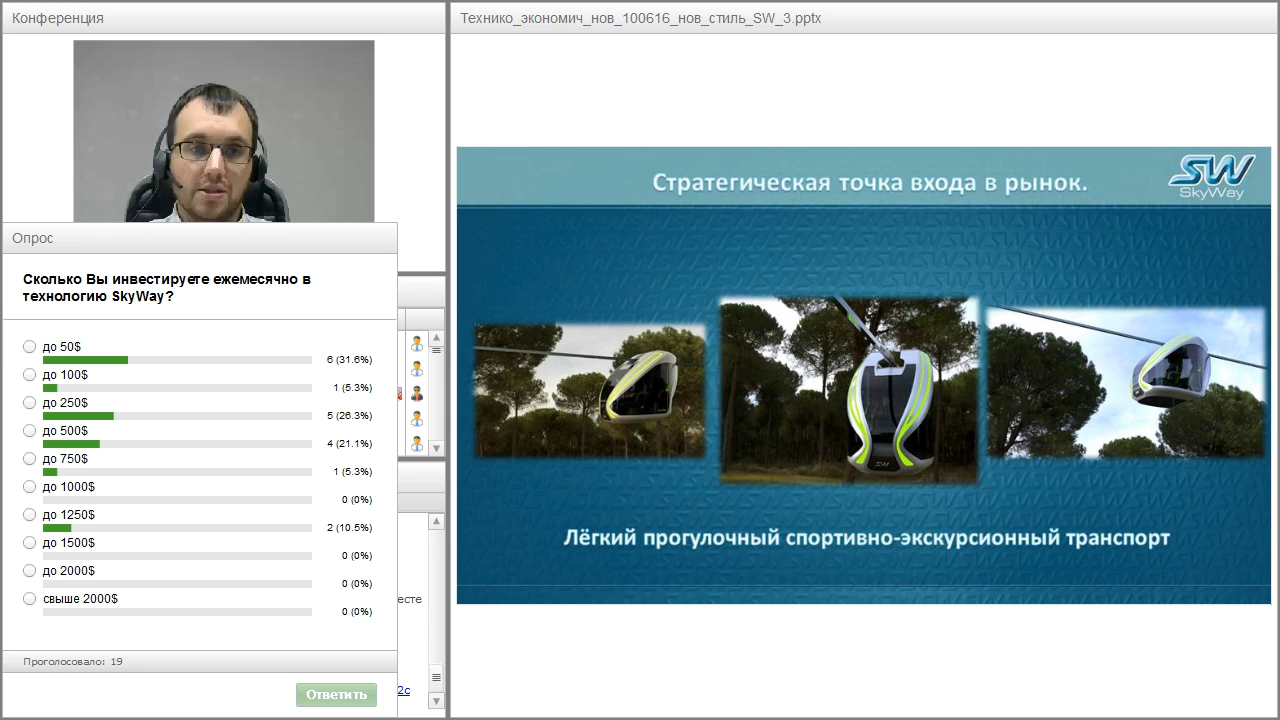 Конференция
Опрос
Сколько Вы инвестируете ежемесячно в
технологию SkyWay?
до 50$
6 (31.6%)
до 100$
1 (5.3%)
до 250$
5 (26.3%)
до 500$
4 (21.1%)
до 750$
1 (5.3%)
до 1000$
0 (0%)
до 1250$
2 (10.5%)
до 1500$
0 (0%)
до 2000$
0 (0%)
свыше 2000$
0 (0%)
Проголосовало: 19
Ответить
есте
2с
Технико_экономич_нов_100616_нов_стиль_SW_3.pptx
Стратегическая точка входа в рынок.
SW
SkyWay
SW
Лёгкий прогулочный спортивно-экскурсионный транспорт